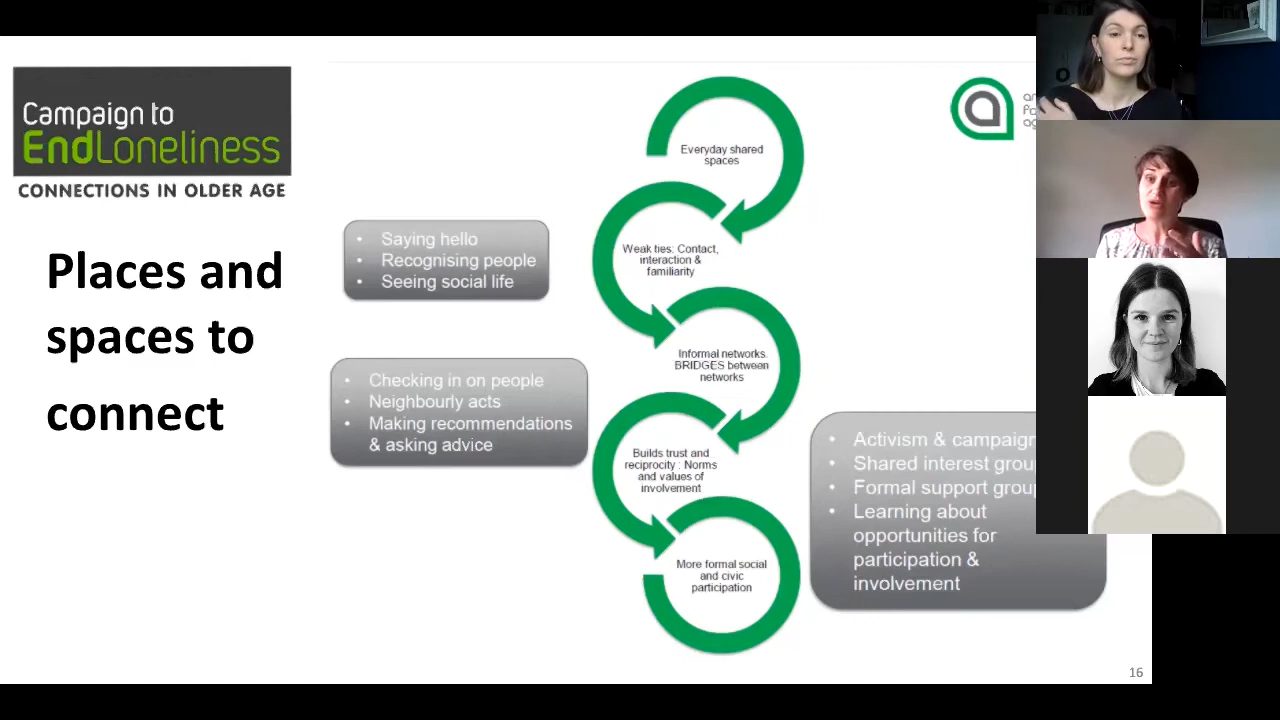 Campaign to
EndLoneliness
CONNECTIONS IN OLDER AGE
Places and
spaces to
connect
Everyday shared
spaces
Weak ties: Contact,
interaction &
familiarity
• Saying hello
• Recognising people
• Seeing social life
Informal networks.
BRIDGES between
networks
• Checking in on people
• Neighbourly acts
• Making recommendations
& asking advice
Builds trust and
reciprocity : Norms
and values of
involvement
More formal social
and civic
participation
• Activism &
• Shared interest
• Formal support
• Learning about
opportunities for
participation &
involvement
16